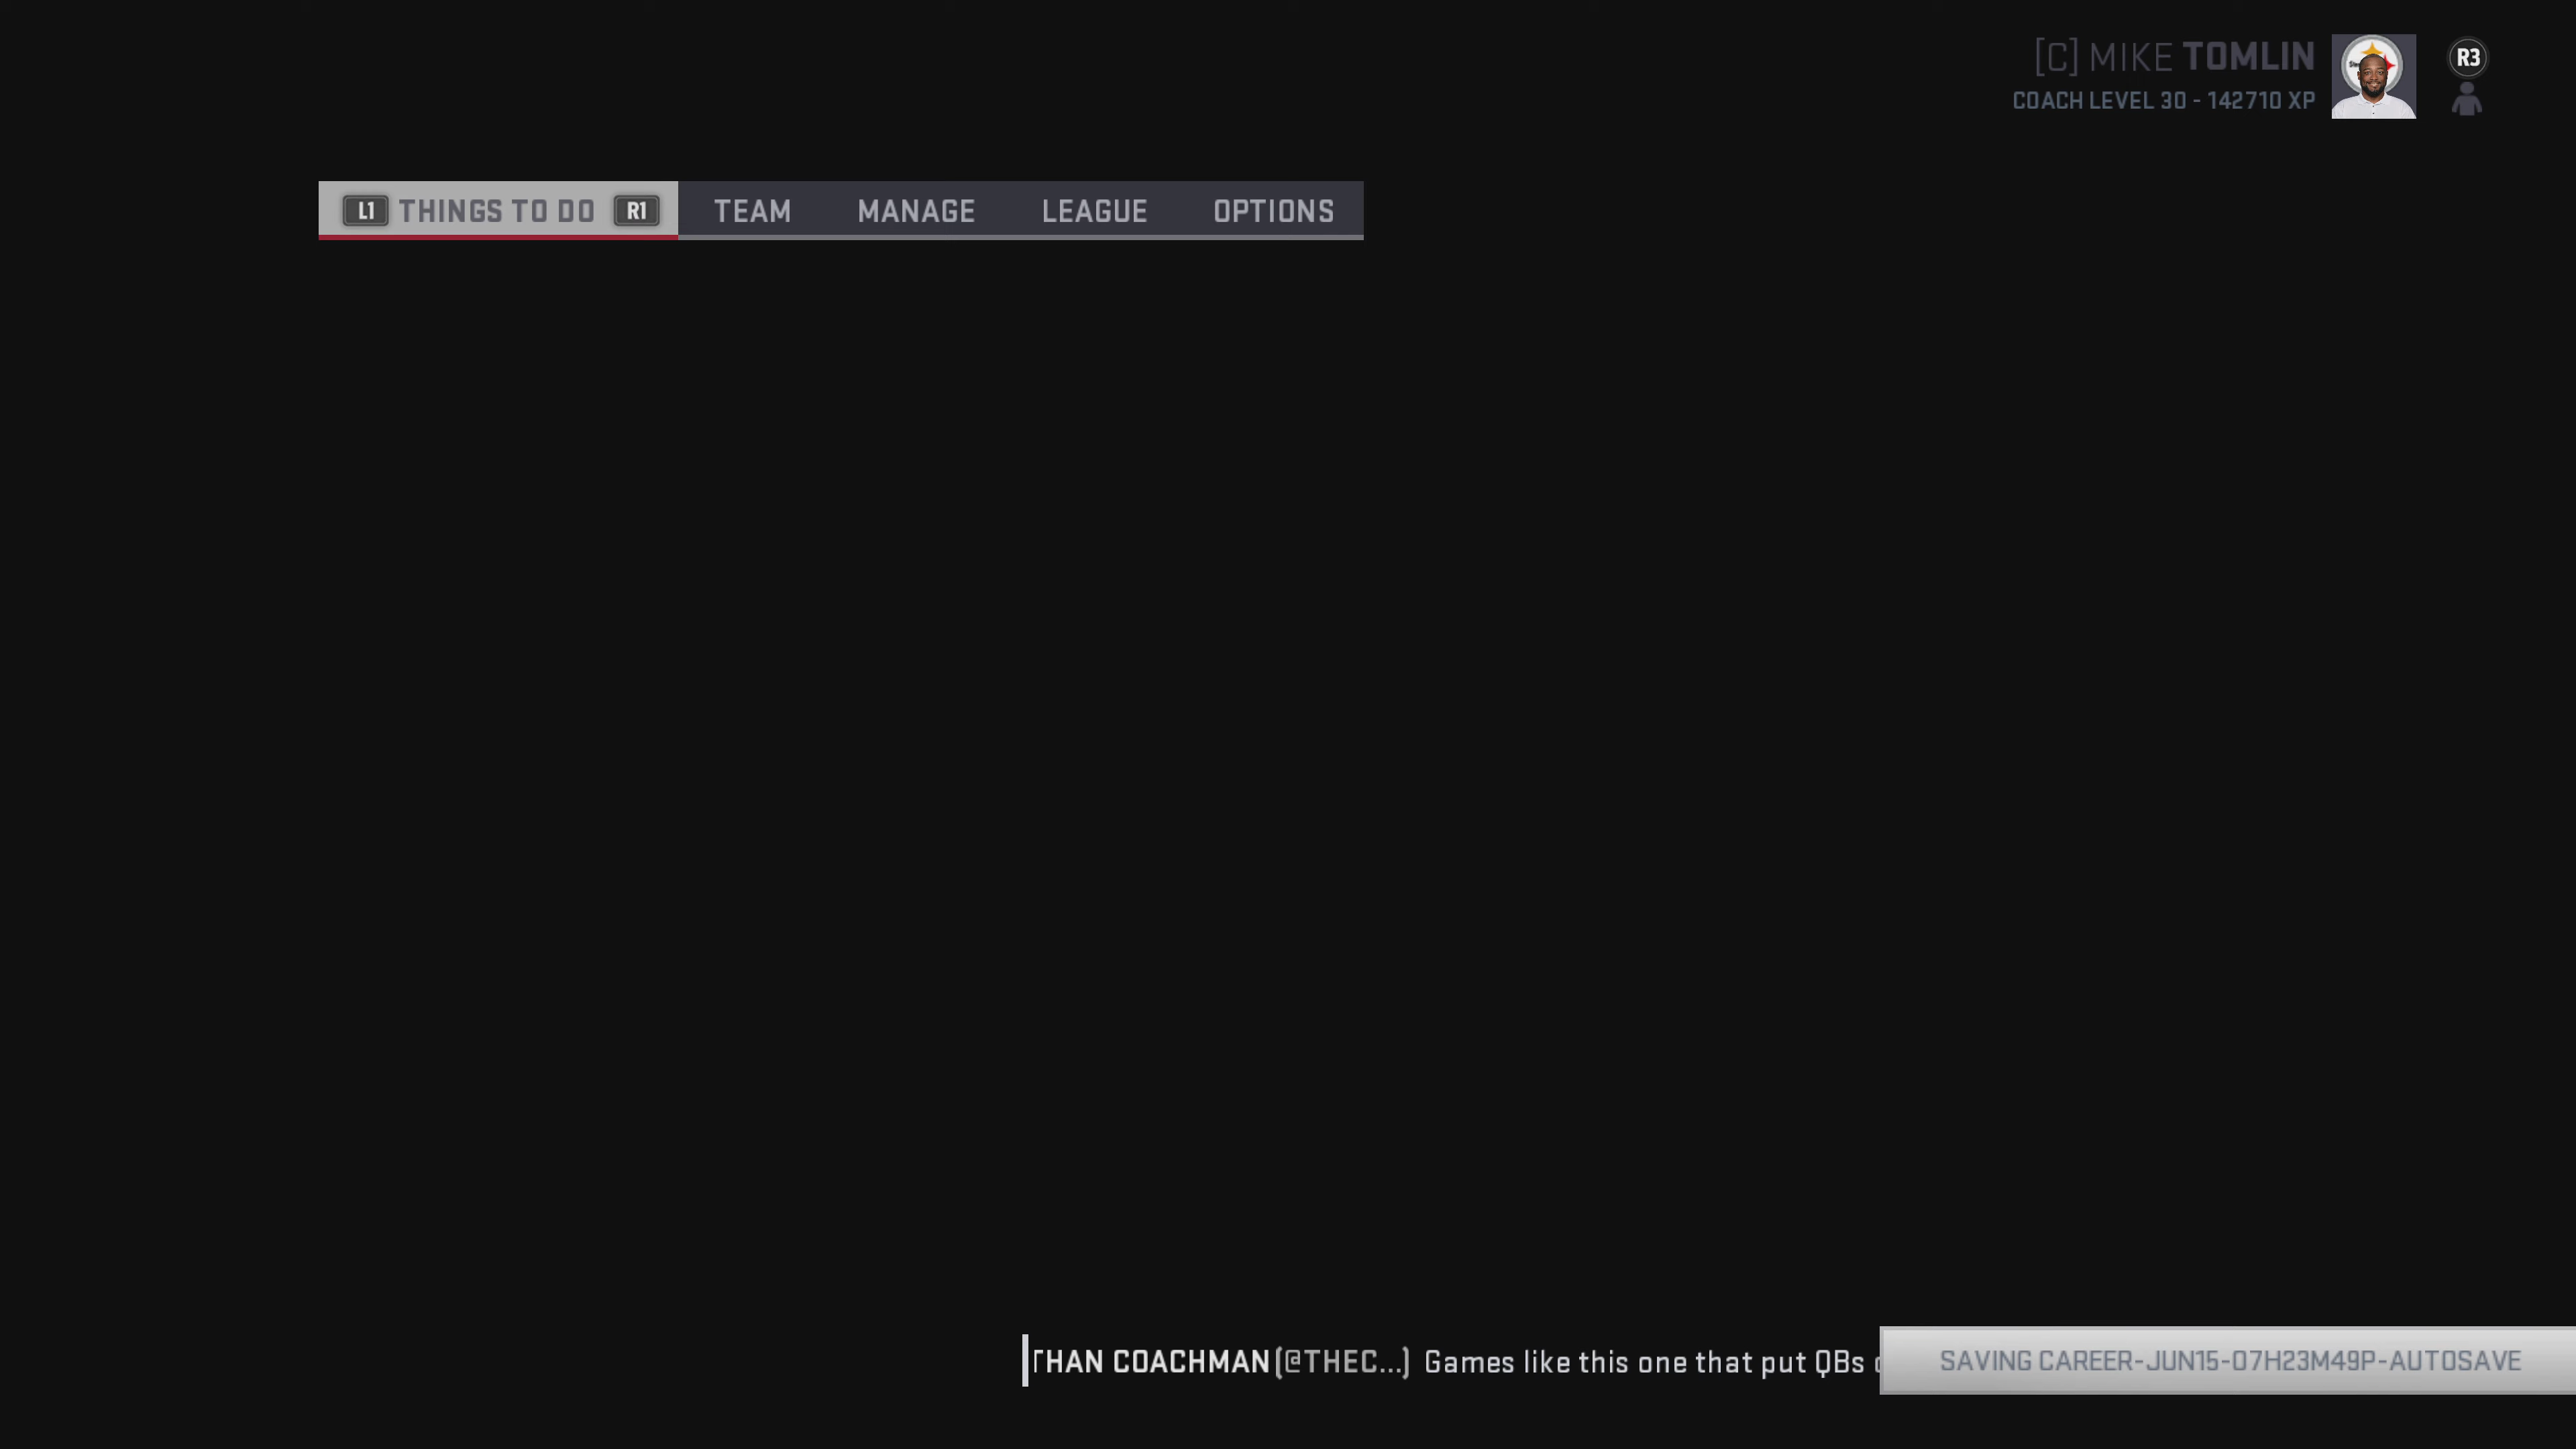 [C] MIKE TOMLIN
R3
COACH LEVEL 30 - 142710 XP
L1 THINGS TO DO R1 TEAM MANAGE LEAGUE OPTIONS
THAN COACHMAN (@THEC...) Games like this one that put QBs
SAVING CAREER-JUN15-07H23M49P-AUTOSAVE